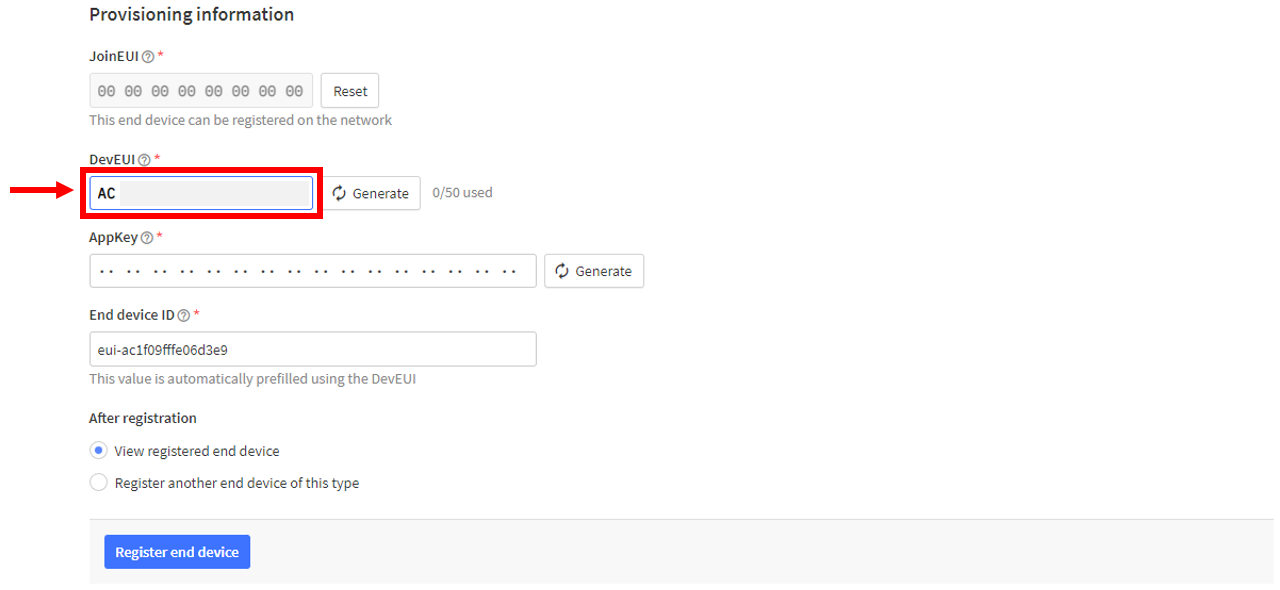 Provisioning information
JoinEUI ? *
00 00 00 00 00 00 00 00 Reset
This end device can be registered on the network
DevEUI ? *
AC Generate 0/50 used
AppKey ? *
·· ·· ·· ·· ·· ·· ·· ·· ·· ·· ·· ·· ·· ·· ·· ·· Generate
End device ID ? *
eui-ac1f09fffe06d3e9
This value is automatically prefilled using the DevEUI
After registration
View registered end device
Register another end device of this type
Register end device